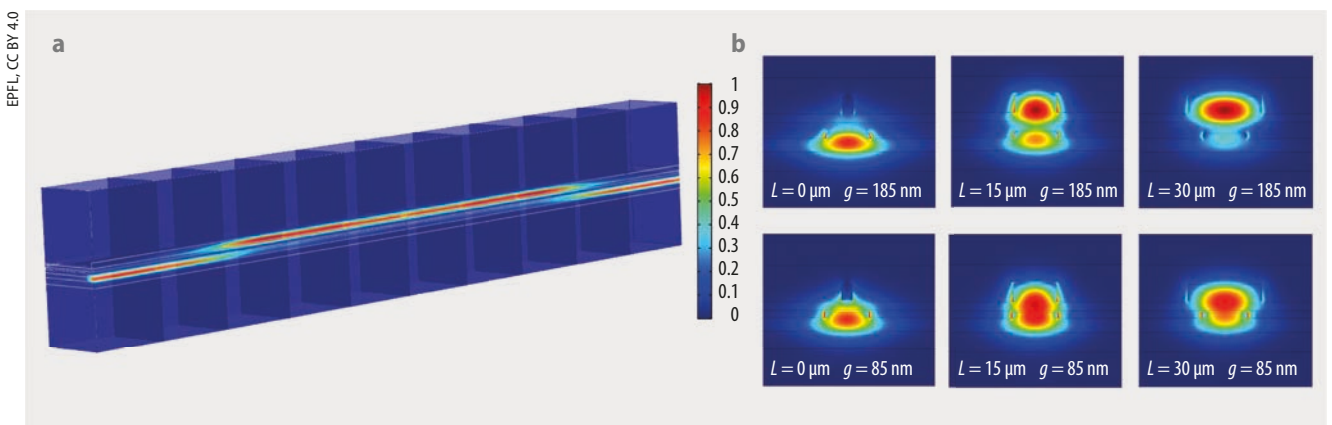 EPFL, CC BY 4.0
a
1
0.9
0.8
0.7
0.6
0.5
0.4
0.3
0.2
0.1
0
b
L = 0 µm g = 185 nm
L = 15 µm g = 185 nm
L = 30 µm g = 185 nm
L = 0 µm g = 85 nm
L = 15 µm g = 85 nm
L = 30 µm g = 85 nm